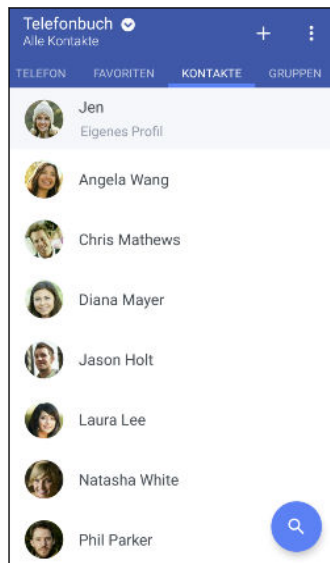 Telefonbuch
Alle Kontakte
TELEFON FAVORITEN KONTAKTE GRUPPEN
Jen
Eigenes Profil
Angela Wang
Chris Mathews
Diana Mayer
Jason Holt
Laura Lee
Natasha White
Phil Parker